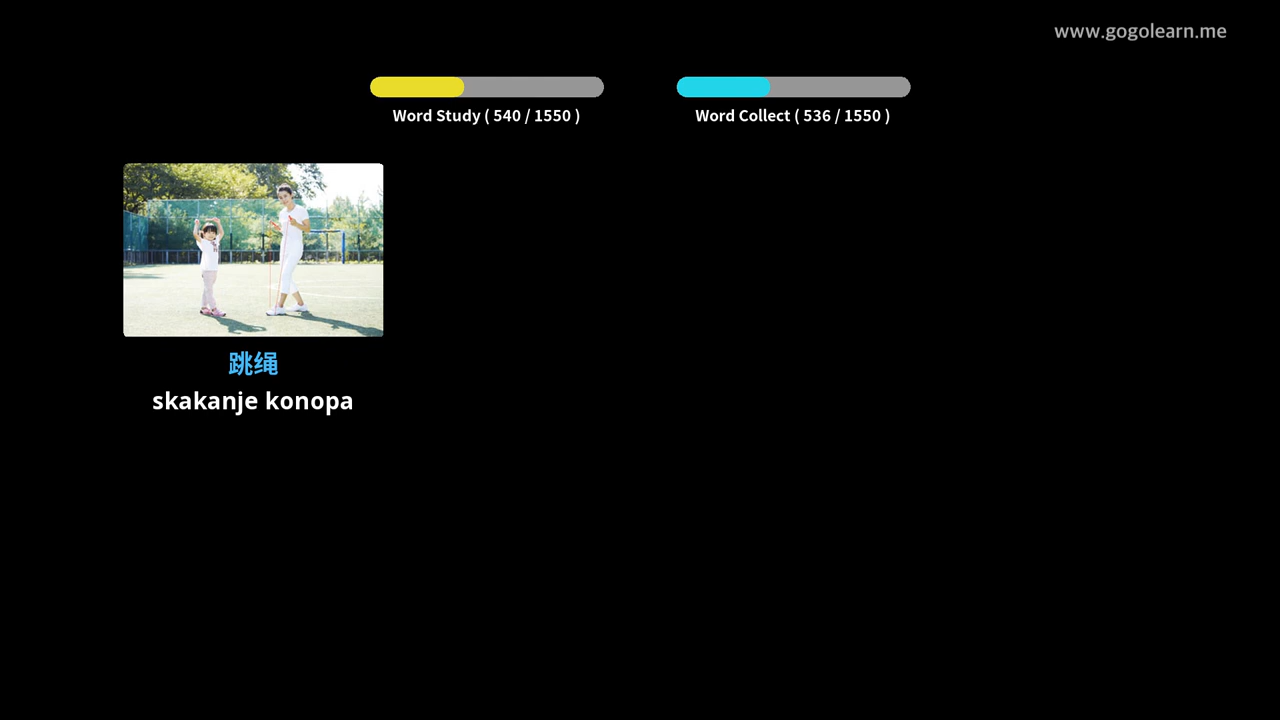 www.gogolearn.me
Word Study ( 540 / 1550 )
Word Collect ( 536 / 1550 )
跳绳
skakanje konopa